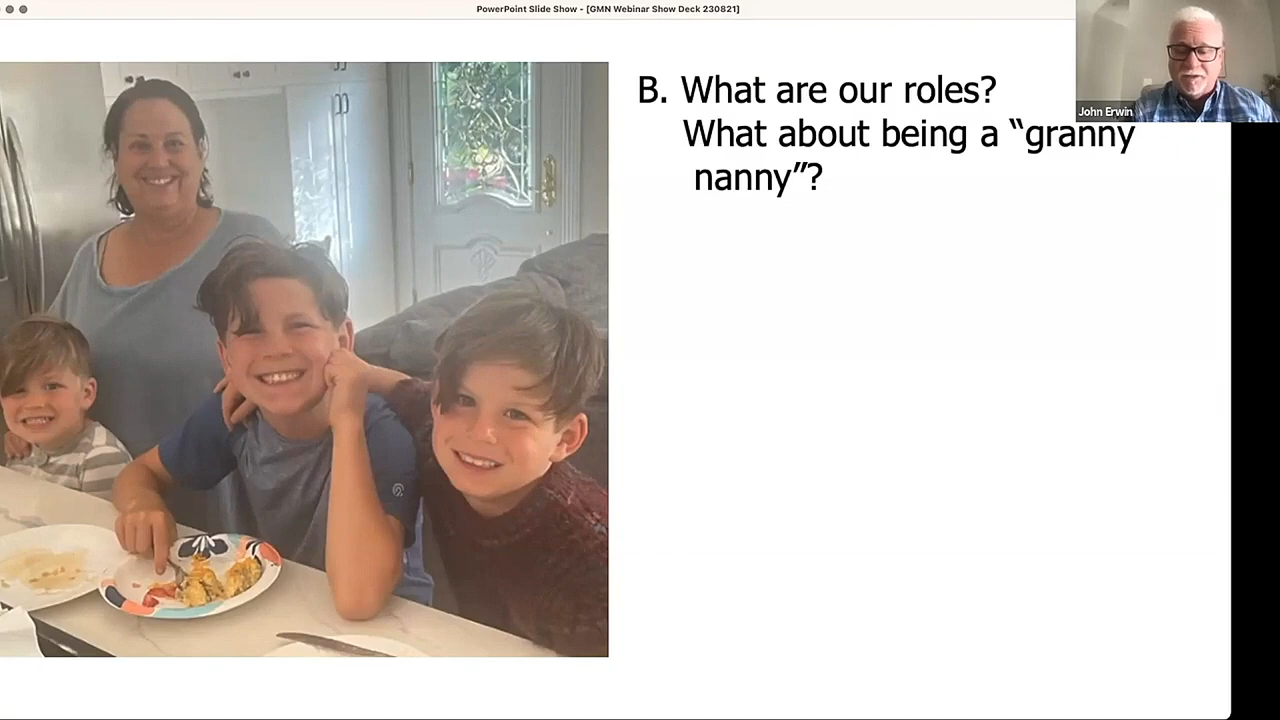 PowerPoint Slide Show - [GMN Webinar Show Deck 230821]
John Erwin
B. What are our roles?
What about being a “granny
nanny”?